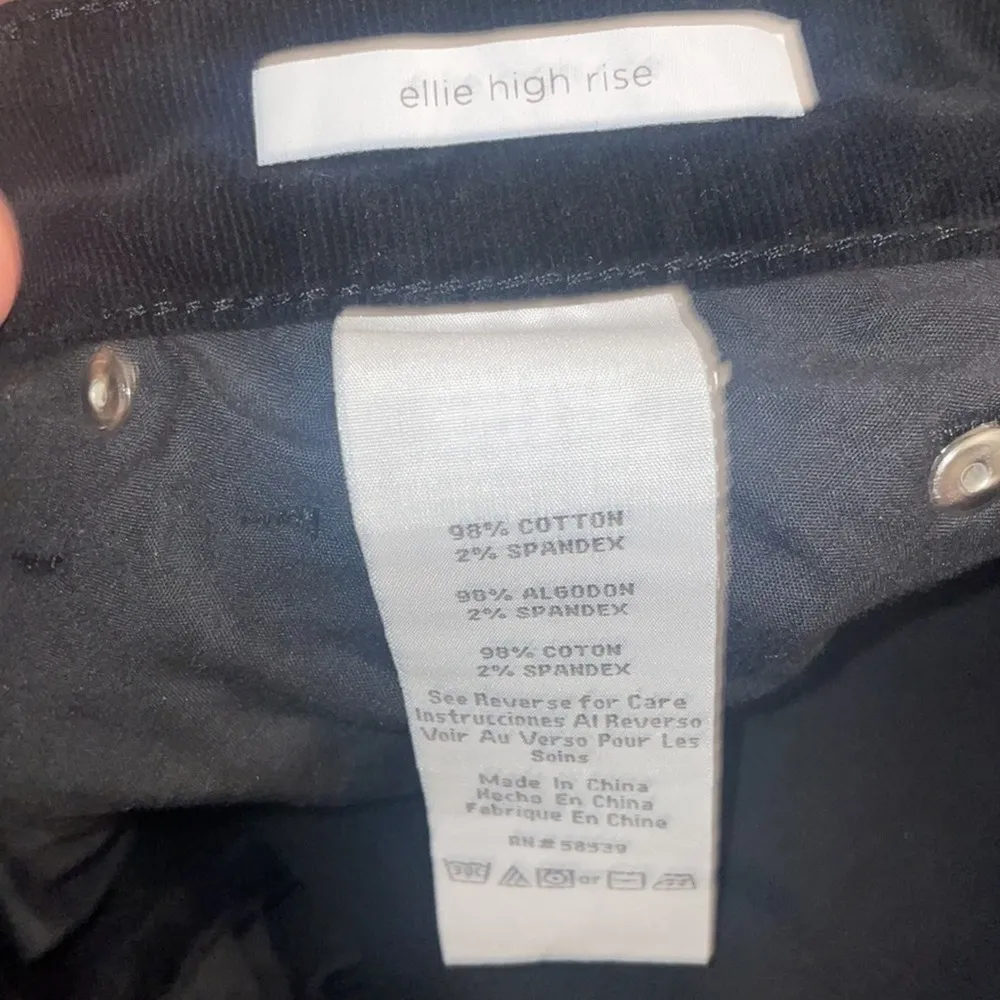 ellie high rise
98% COTTON
2% SPANDEX
98% ALGODON
2% SPANDEX
98% COTON
2% SPANDEX
See Reverse for Care
Instrucciones Al Reverso
Voir Au Verso Pour Les
Soins
Made In China
Hecho En China
Fabrique En Chine
RN# 58939
or